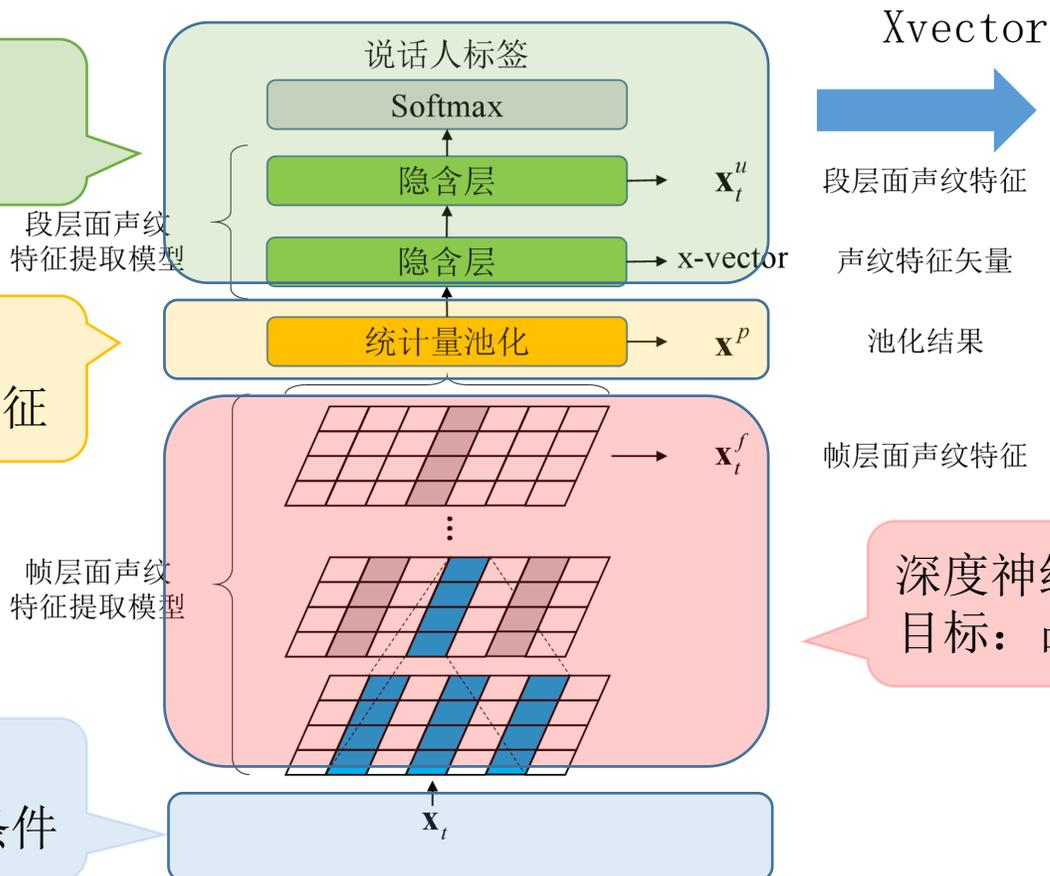 Xvector
说话人标签
Softmax
隐含层
x_t^u
段层面声纹特征
段层面声纹
特征提取模型
隐含层
x-vector
声纹特征矢量
统计量池化
x^p
池化结果
征
x_t^f
帧层面声纹特征
⋮
帧层面声纹
特征提取模型
深度神
目标：
件
x_t